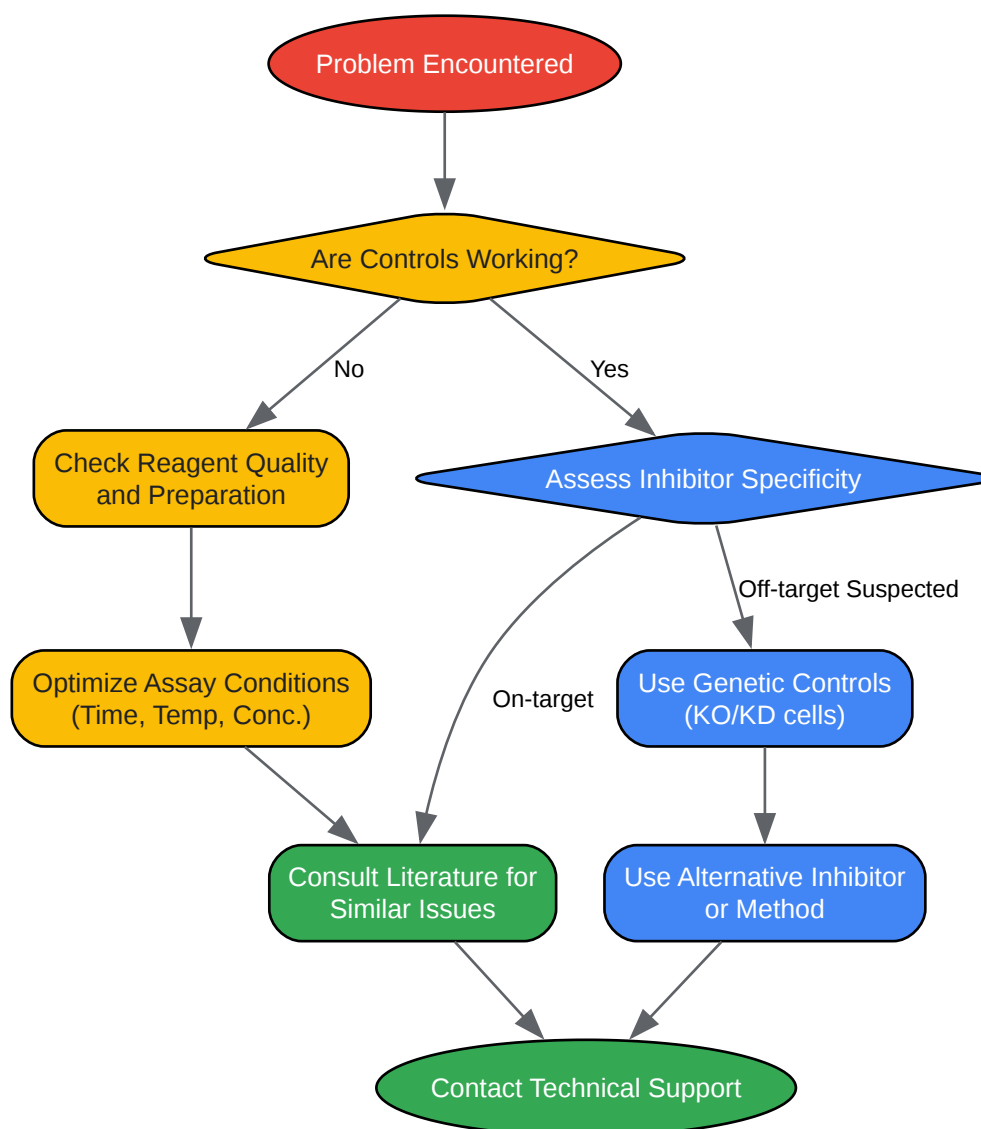 Problem Encountered
Are Controls Working?
No
Yes
Check Reagent Quality
and Preparation
Assess Inhibitor Specificity
Off-target Suspected
Optimize Assay Conditions
(Time, Temp, Conc.)
On-target
Use Genetic Controls
(KO/KD cells)
Consult Literature for
Similar Issues
Use Alternative Inhibitor
or Method
Contact Technical Support